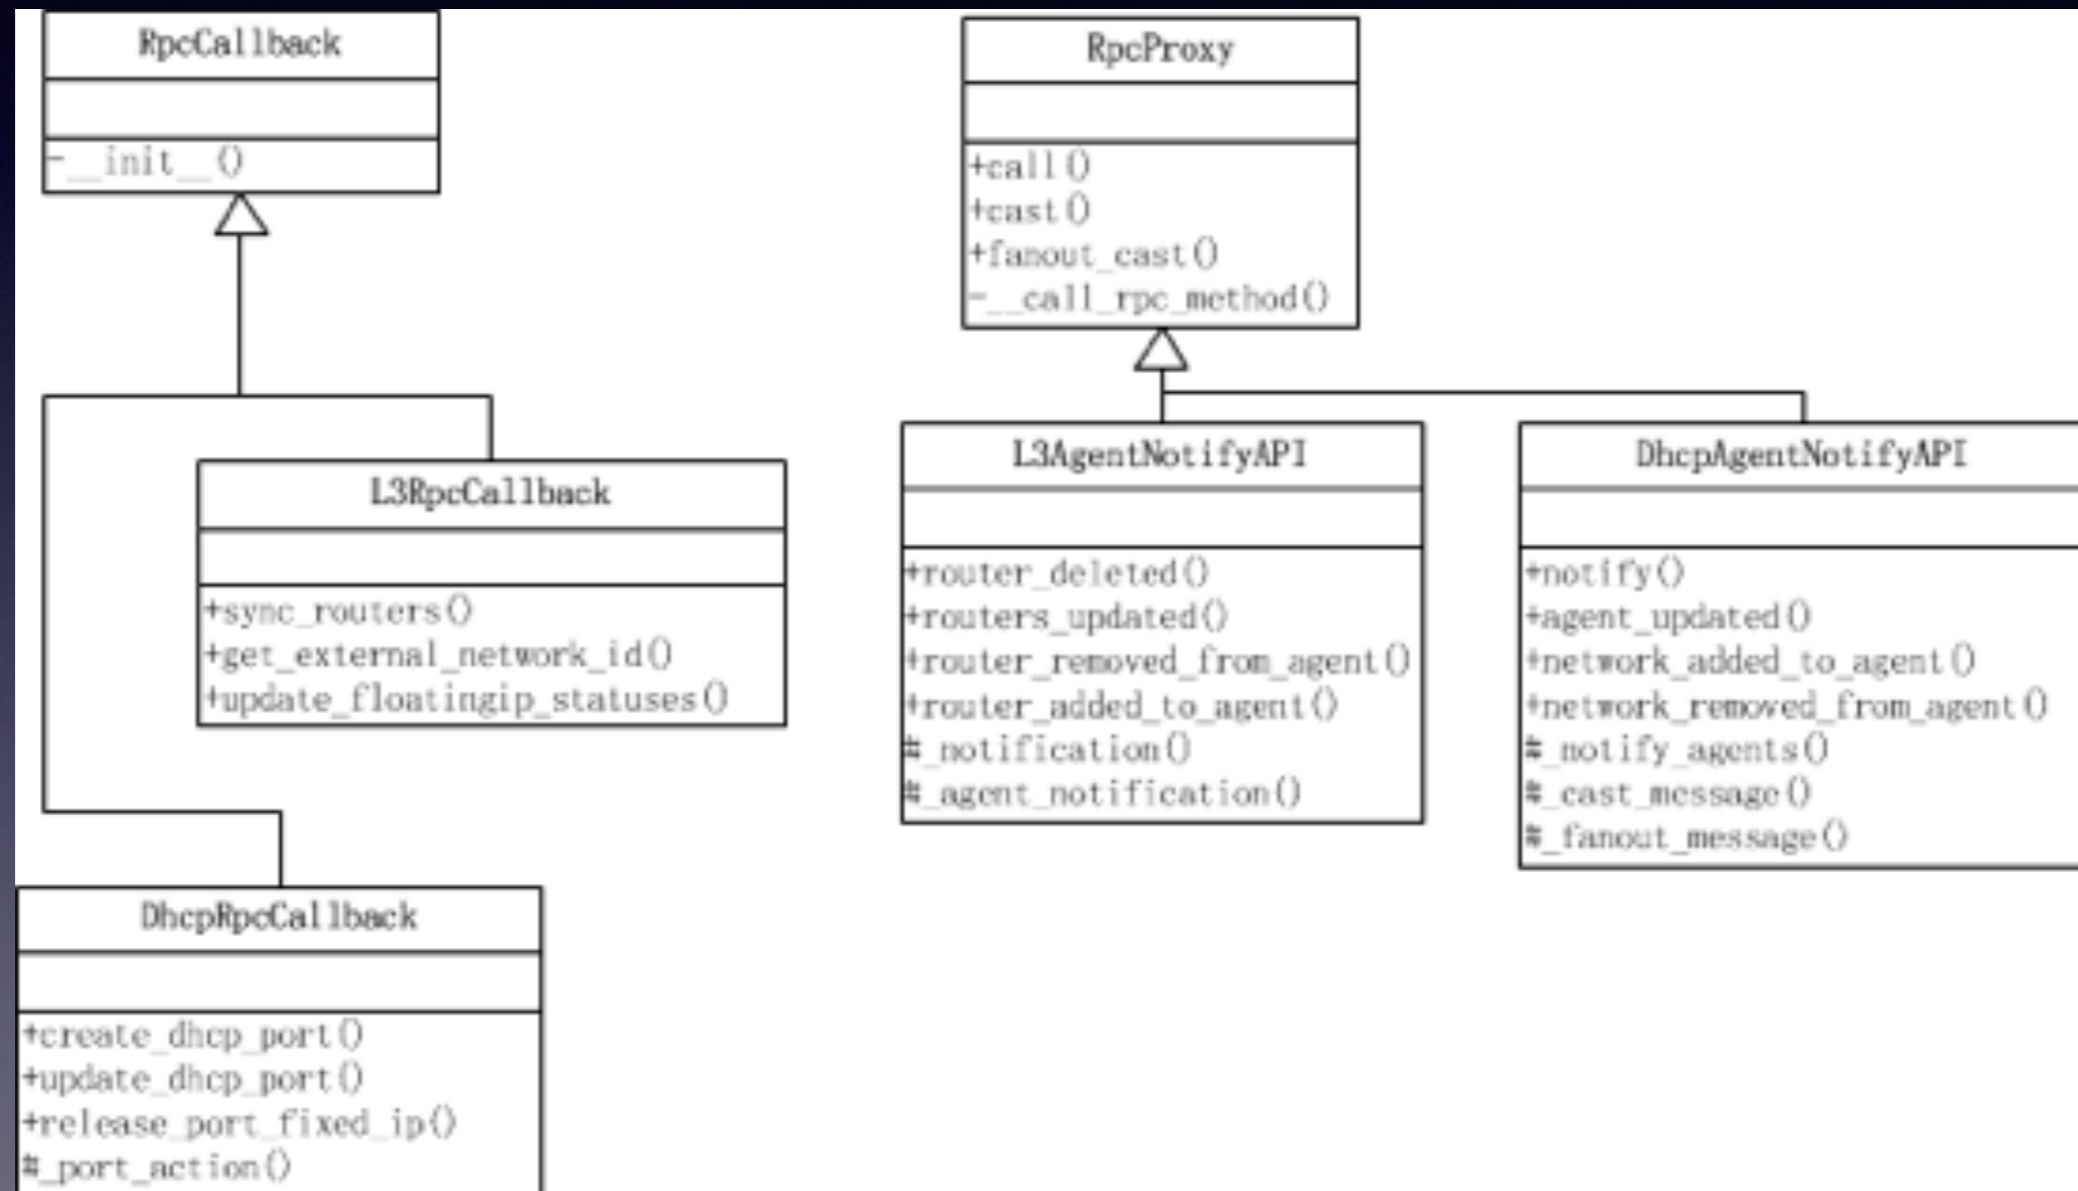 RpcCallback
-__init__()
RpcProxy
+call()
+cast()
+fanout_cast()
-__call_rpc_method()
L3RpcCallback
+sync_routers()
+get_external_network_id()
+update_floatingip_statuses()
L3AgentNotifyAPI
+router_deleted()
+routers_updated()
+router_removed_from_agent()
+router_added_to_agent()
#_notification()
#_agent_notification()
DhcpAgentNotifyAPI
+notify()
+agent_updated()
+network_added_to_agent()
+network_removed_from_agent()
#_notify_agents()
#_cast_message()
#_fanout_message()
DhcpRpcCallback
+create_dhcp_port()
+update_dhcp_port()
+release_port_fixed_ip()
#_port_action()